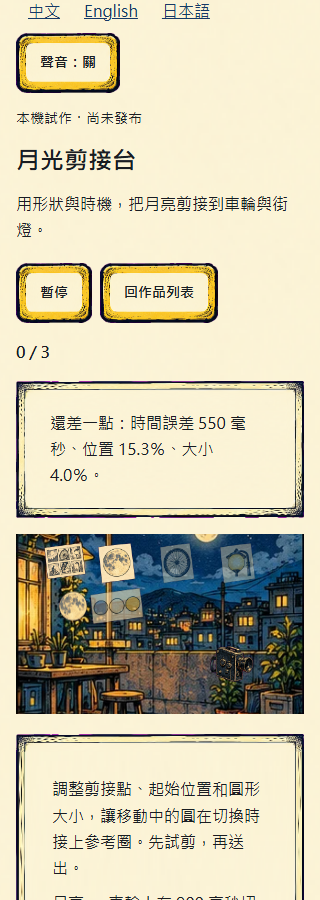 中文 English 日本語
聲音：關
本機試作・尚未發布
月光剪接台
用形狀與時機，把月亮剪接到車輪與街
燈。
暫停 回作品列表
0 / 3
還差一點：時間誤差 550 毫
秒、位置 15.3%、大小
4.0%。
調整剪接點、起始位置和圓形
大小，讓移動中的圓在切換時
接上參考圈。先試剪，再送
出。